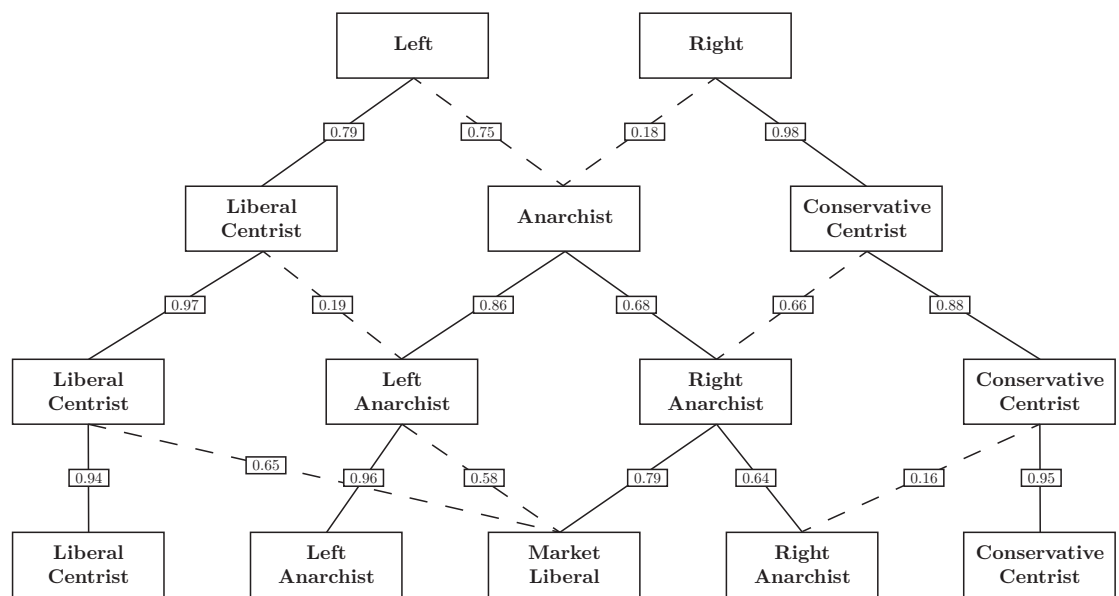 Left
Right
0.79
0.75
0.18
0.98
Liberal
Centrist
Anarchist
Conservative
Centrist
0.97
0.19
0.86
0.68
0.66
0.88
Liberal
Centrist
Left
Anarchist
Right
Anarchist
Conservative
Centrist
0.94
0.65
0.96
0.58
0.79
0.64
0.16
0.95
Liberal
Centrist
Left
Anarchist
Market
Liberal
Right
Anarchist
Conservative
Centrist